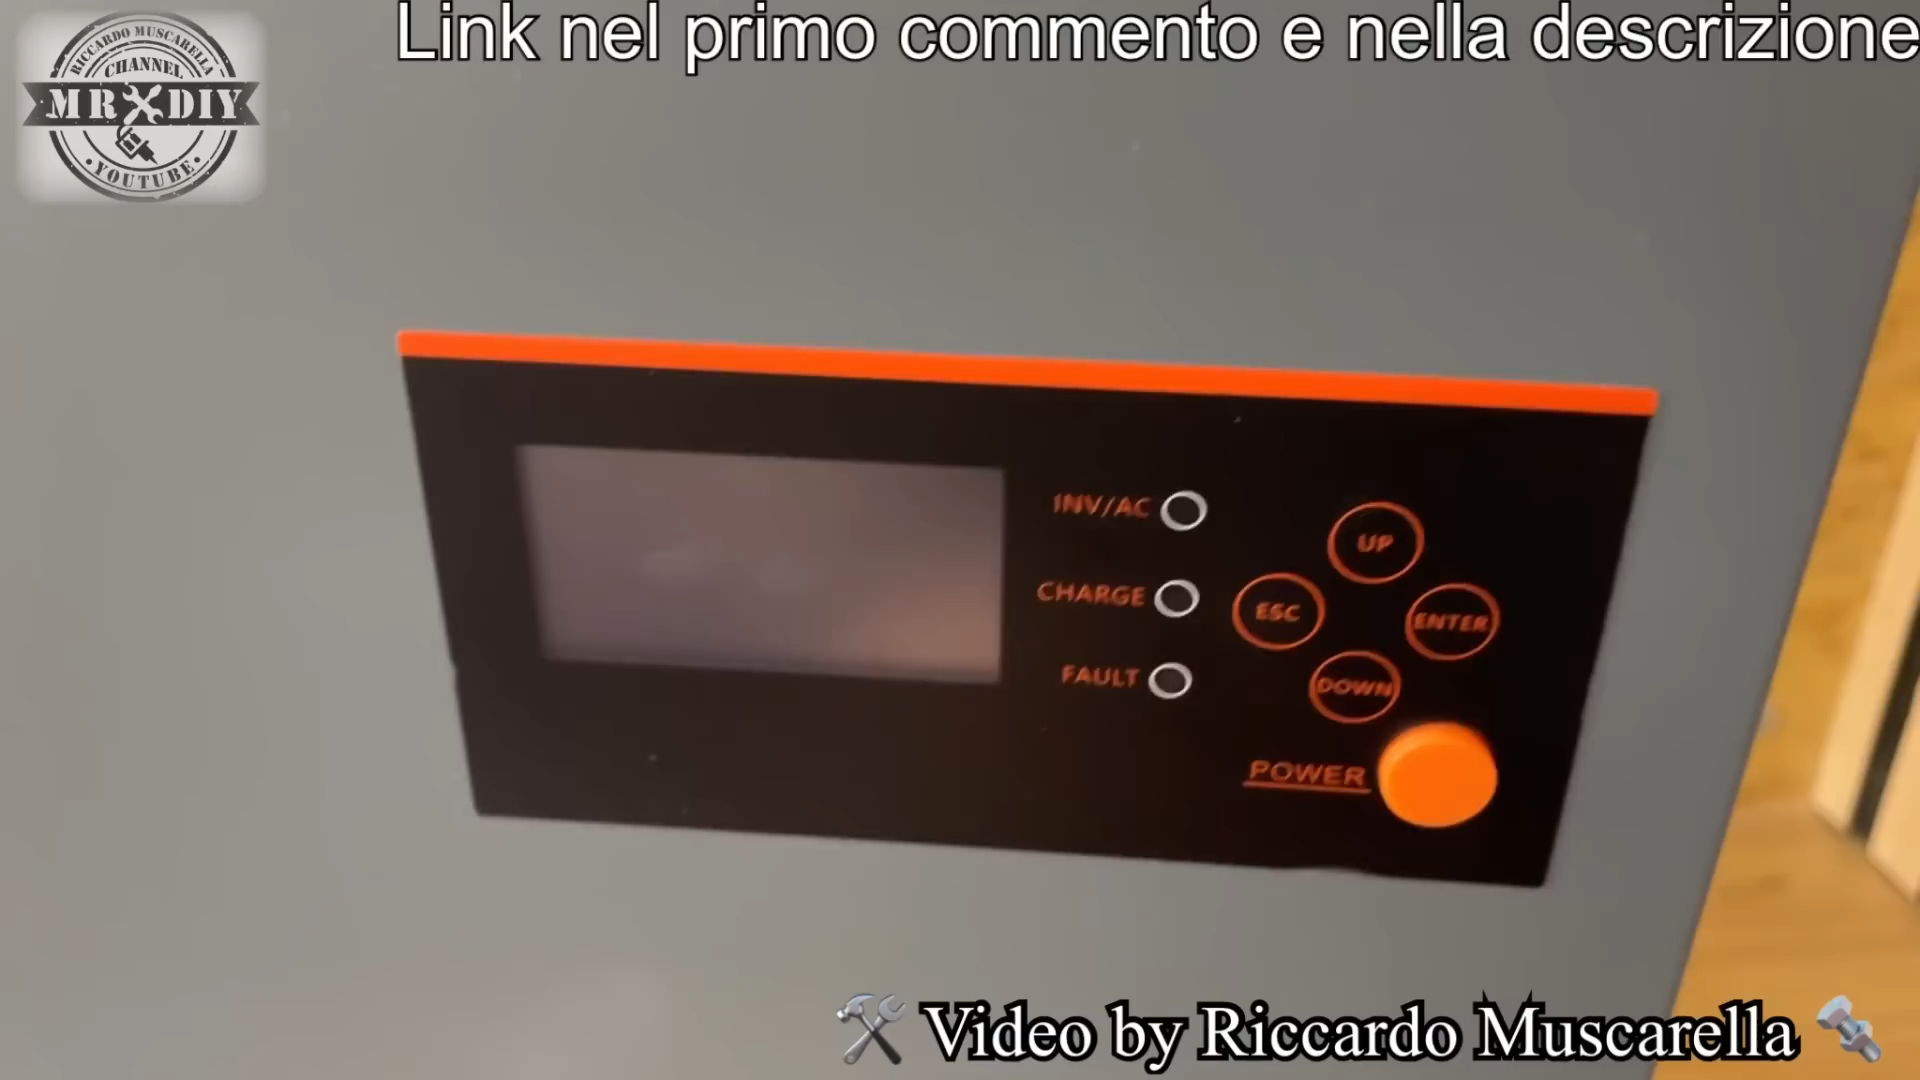 Link nel primo commento e nella descrizione
RICCARDO MUSCARELLA
CHANNEL
MR DIY
YOUTUBE
INV/AC
UP
CHARGE
ESC
ENTER
FAULT
DOWN
POWER
Video by Riccardo Muscarella